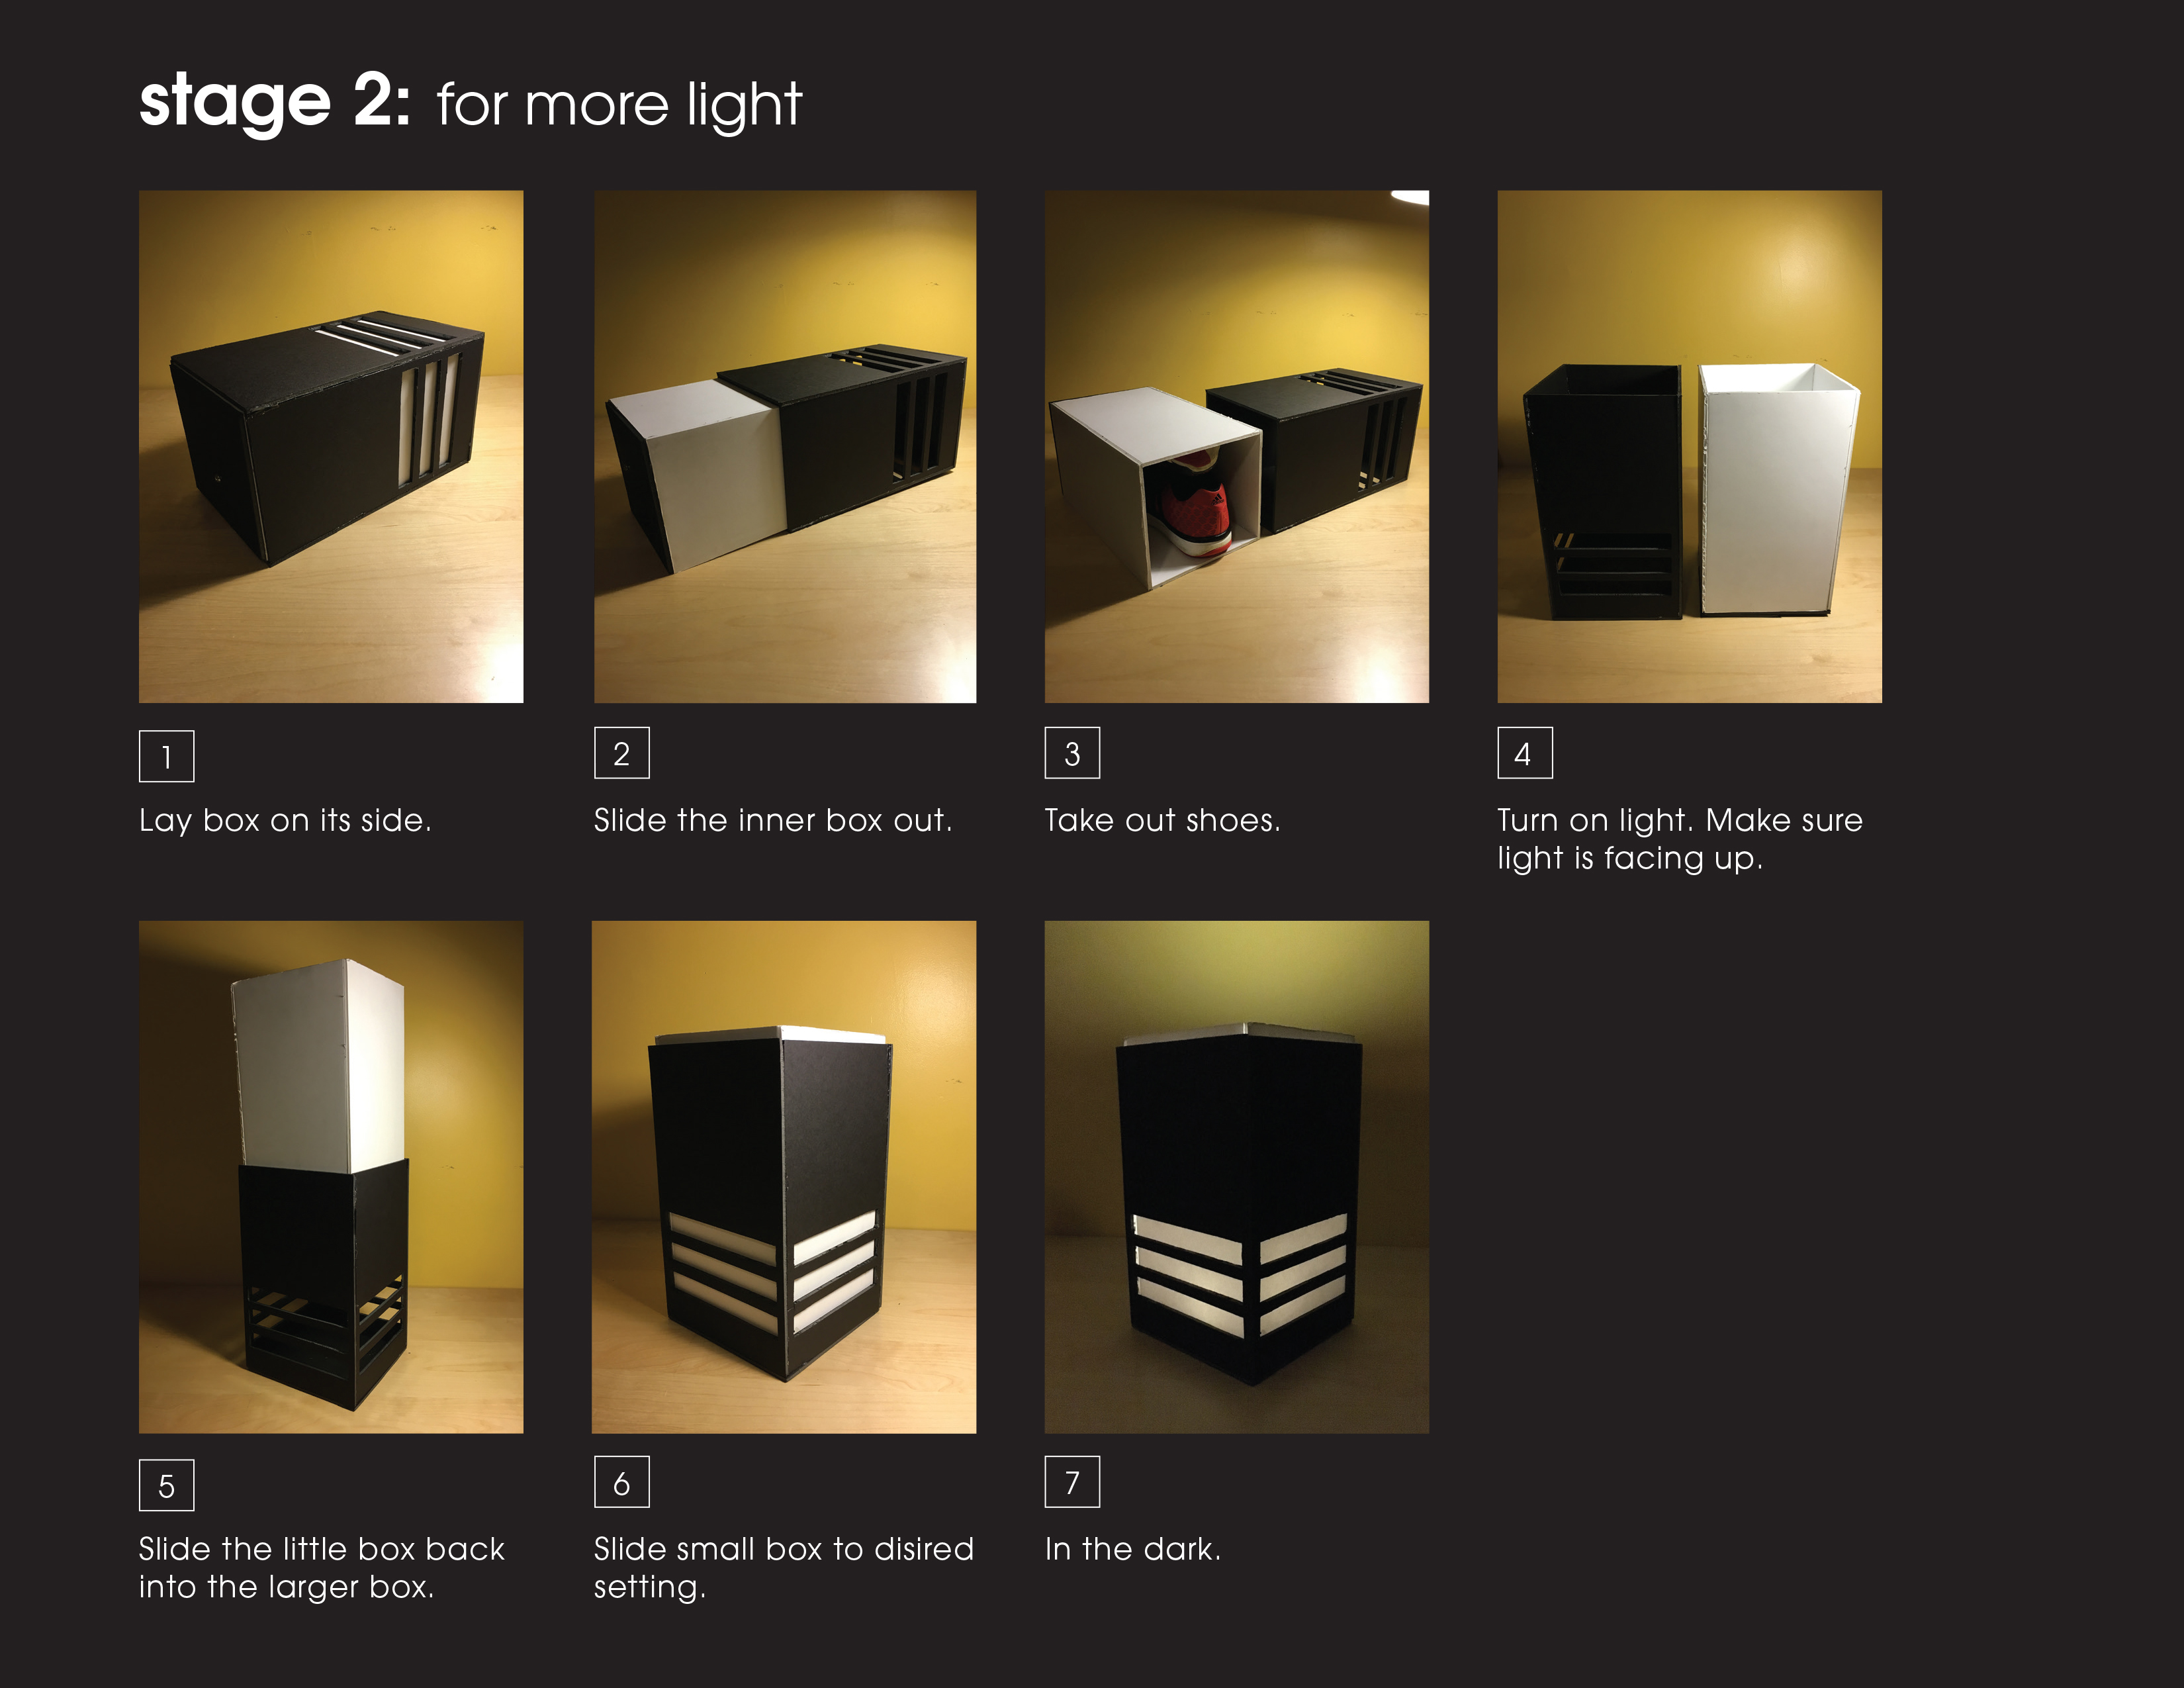 stage 2: for more light
1
Lay box on its side.
2
Slide the inner box out.
3
Take out shoes.
4
Turn on light. Make sure
light is facing up.
5
Slide the little box back
into the larger box.
6
Slide small box to disired
setting.
7
In the dark.